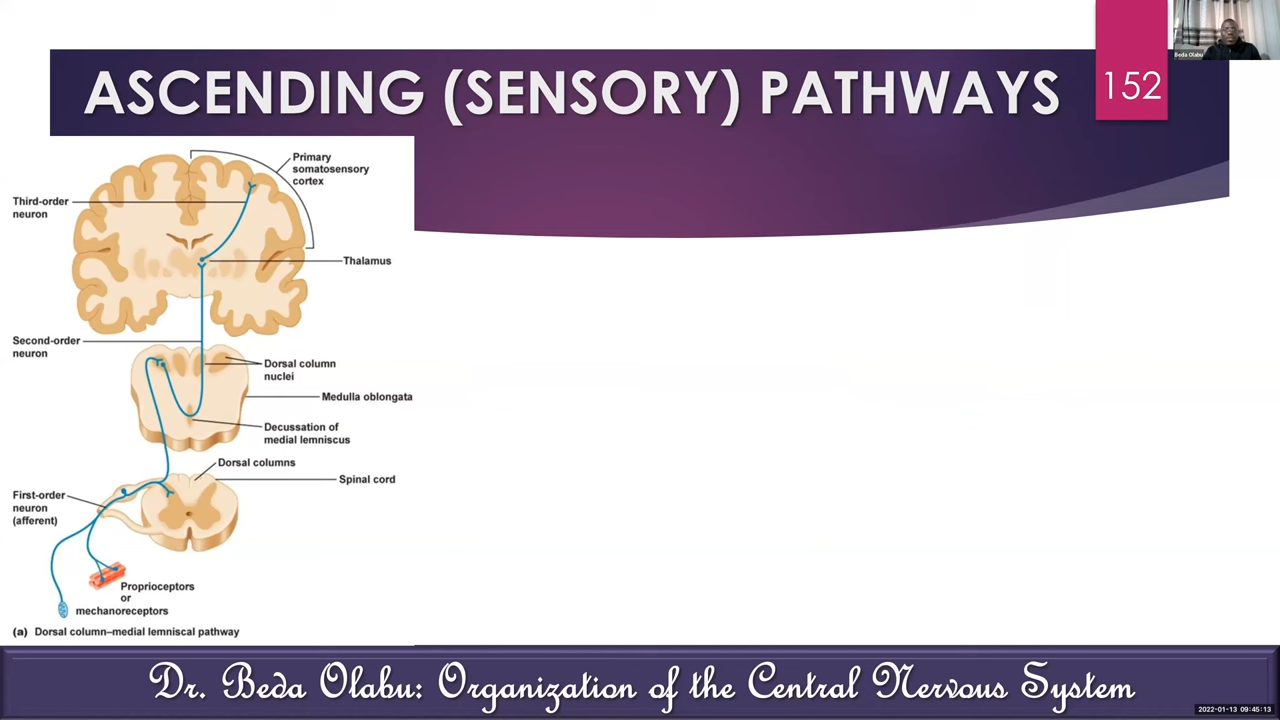 Beda Olabu
ASCENDING (SENSORY) PATHWAYS
152
Primary
somatosensory
cortex
Third-order
neuron
Thalamus
Second-order
neuron
Dorsal column
nuclei
Medulla oblongata
Decussation of
medial lemniscus
Dorsal columns
Spinal cord
First-order
neuron
(afferent)
Proprioceptors
or
mechanoreceptors
(a) Dorsal column–medial lemniscal pathway
Dr. Beda Olabu: Organization of the Central Nervous System
2022-01-13 09:45:13